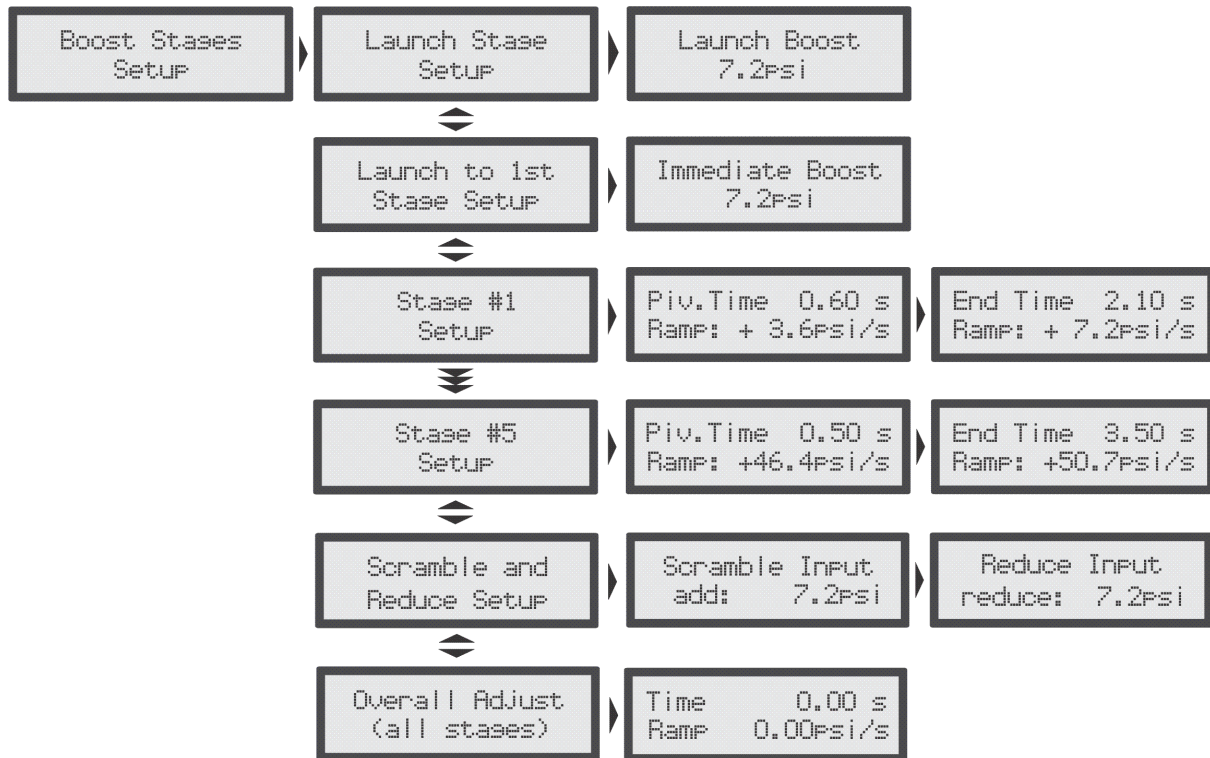 Boost Stages
Setup
Launch Stage
Setup
Launch Boost
7.2psi
Launch to 1st
Stage Setup
Immediate Boost
7.2psi
Stage #1
Setup
Piv.Time 0.60 s
Ramp: + 3.6psi/s
End Time 2.10 s
Ramp: + 7.2psi/s
Stage #5
Setup
Piv.Time 0.50 s
Ramp: +46.4psi/s
End Time 3.50 s
Ramp: +50.7psi/s
Scramble and
Reduce Setup
Scramble Input
add: 7.2psi
Reduce Input
reduce: 7.2psi
Overall Adjust
(all stages)
Time 0.00 s
Ramp 0.00psi/s